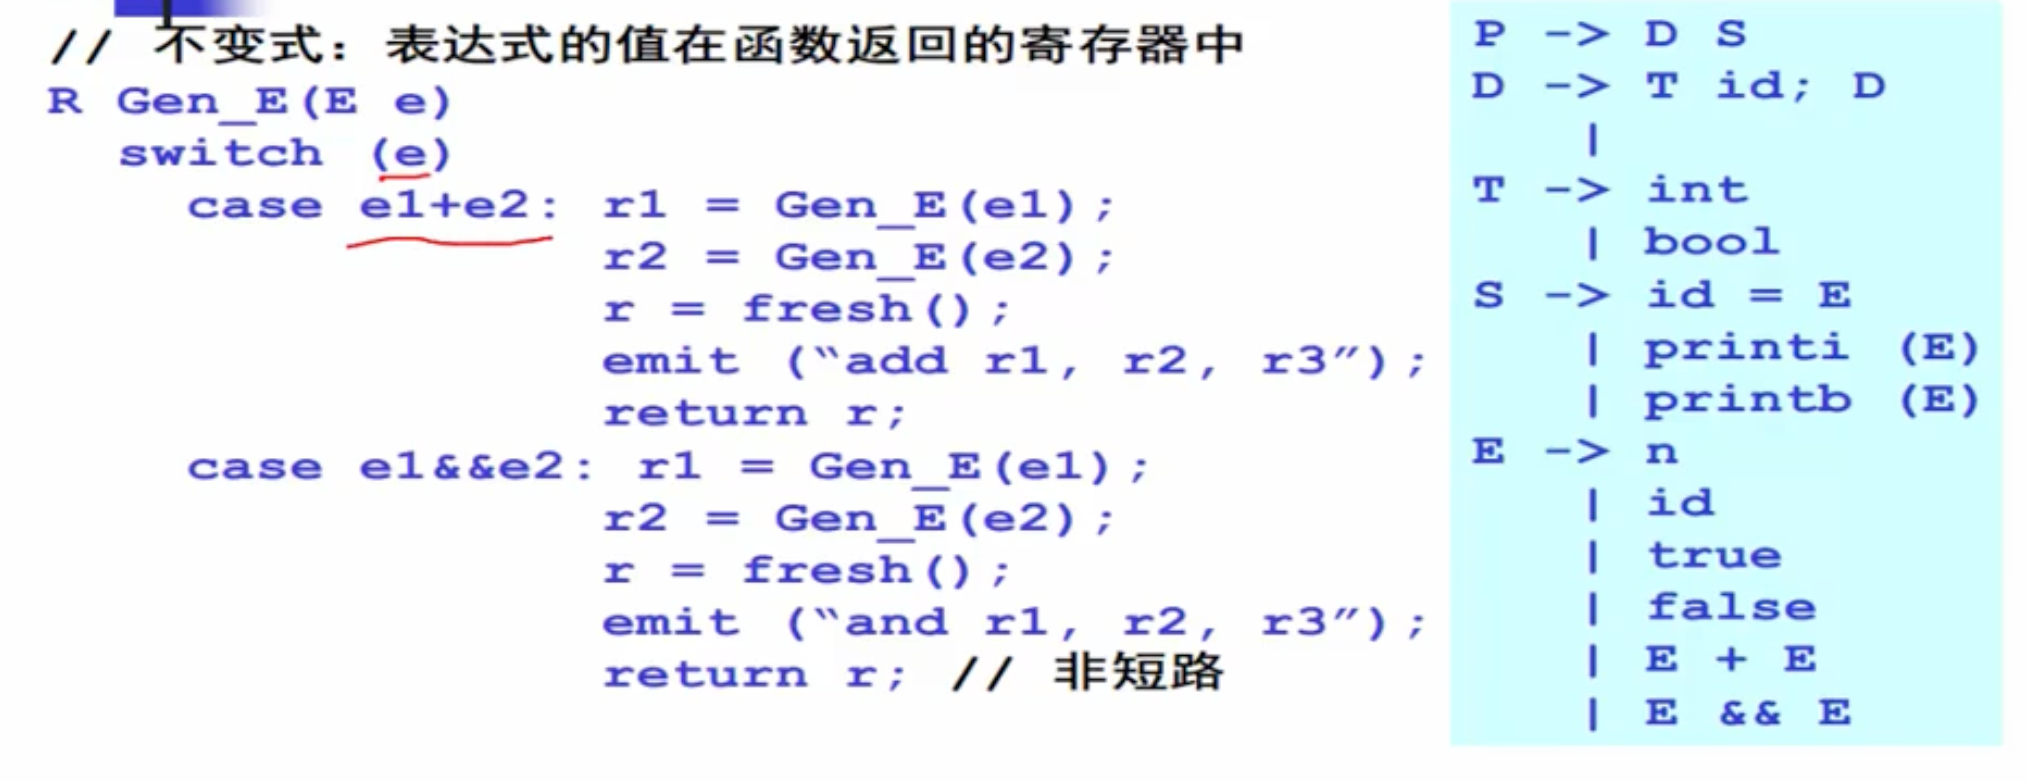 // 不变式：表达式的值在函数返回的寄存器中
R Gen_E(E e)
switch (e)
case e1+e2: r1 = Gen_E(e1);
r2 = Gen_E(e2);
r = fresh();
emit (“add r1, r2, r3”);
return r;
case e1&&e2: r1 = Gen_E(e1);
r2 = Gen_E(e2);
r = fresh();
emit (“and r1, r2, r3”);
return r; // 非短路
P -> D S
D -> T id; D
|
T -> int
| bool
S -> id = E
| printi (E)
| printb (E)
E -> n
| id
| true
| false
| E + E
| E && E